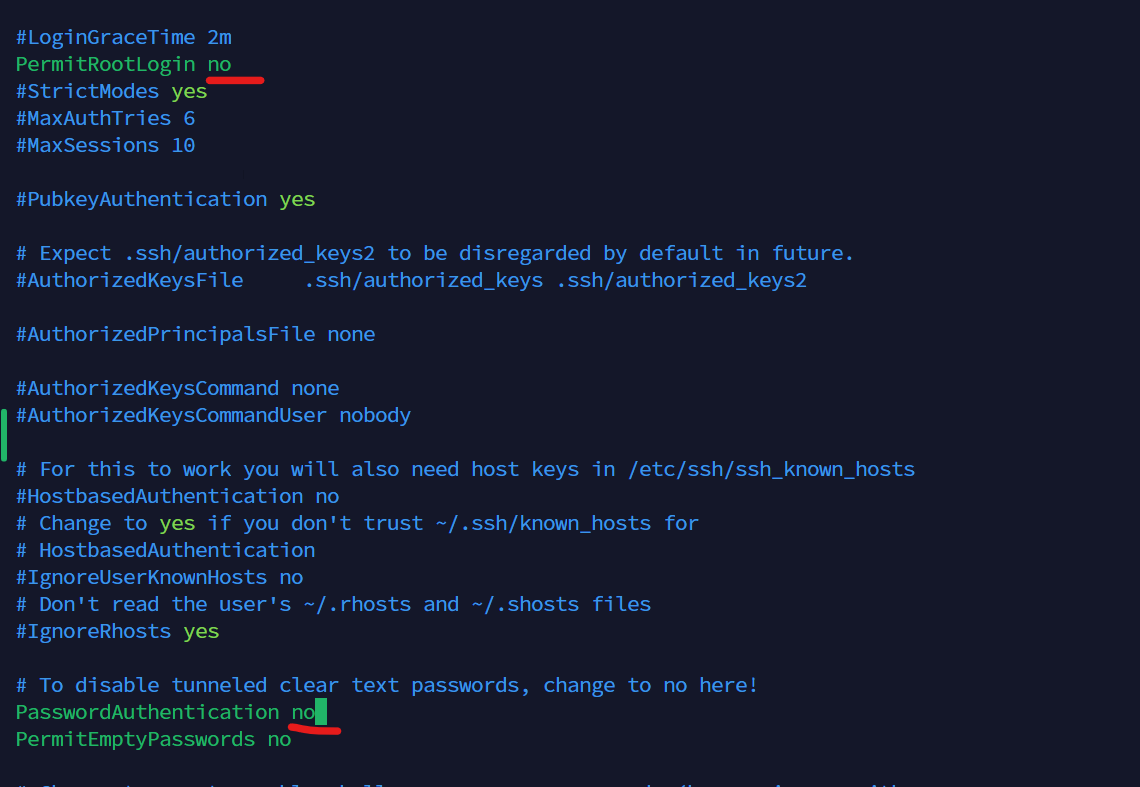 #LoginGraceTime 2m
PermitRootLogin no
#StrictModes yes
#MaxAuthTries 6
#MaxSessions 10
#PubkeyAuthentication yes
# Expect .ssh/authorized_keys2 to be disregarded by default in future.
#AuthorizedKeysFile     .ssh/authorized_keys .ssh/authorized_keys2
#AuthorizedPrincipalsFile none
#AuthorizedKeysCommand none
#AuthorizedKeysCommandUser nobody
# For this to work you will also need host keys in /etc/ssh/ssh_known_hosts
#HostbasedAuthentication no
# Change to yes if you don't trust ~/.ssh/known_hosts for
# HostbasedAuthentication
#IgnoreUserKnownHosts no
# Don't read the user's ~/.rhosts and ~/.shosts files
#IgnoreRhosts yes
# To disable tunneled clear text passwords, change to no here!
PasswordAuthentication no
PermitEmptyPasswords no